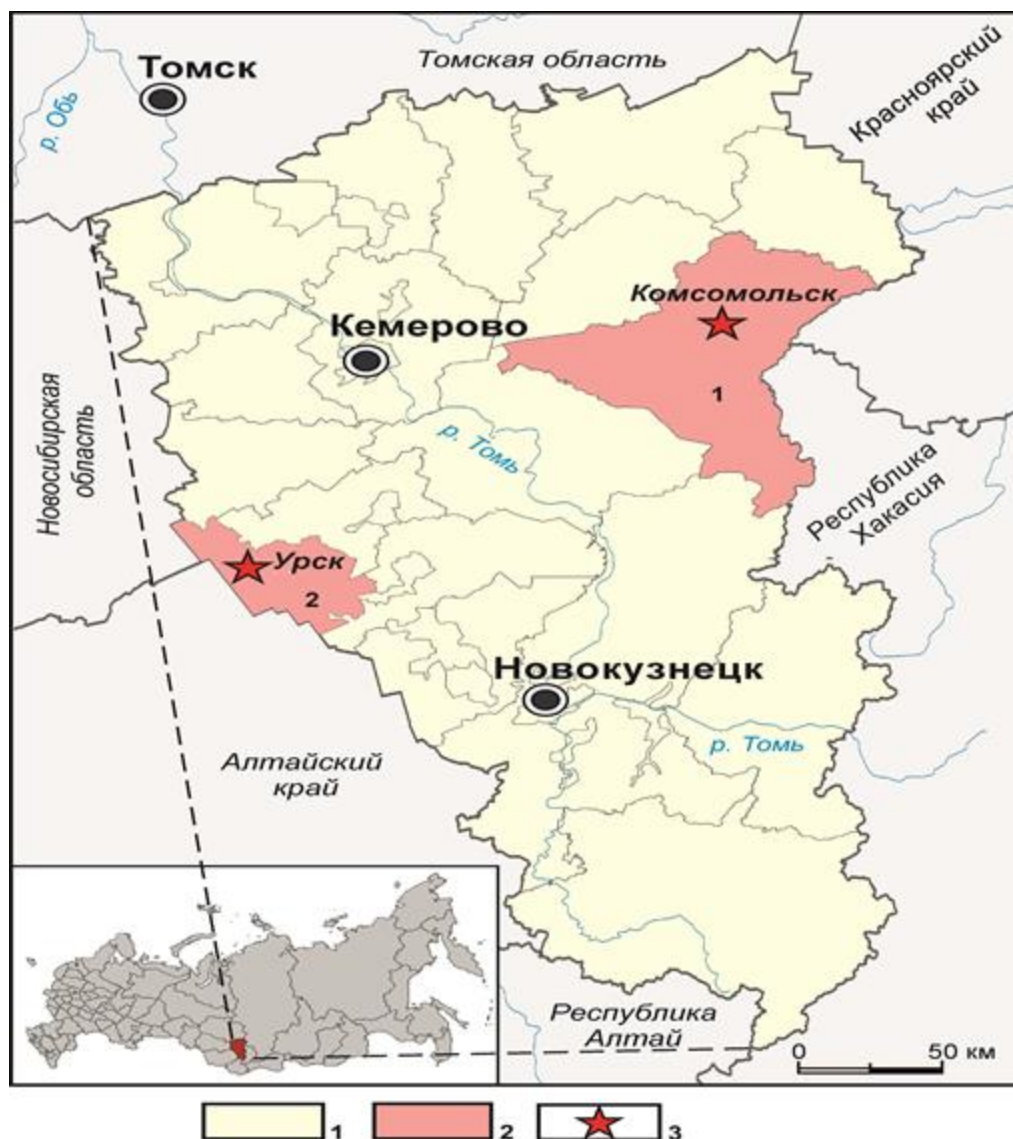 Томская область
Томск
Красноярский
край
р. Обь
Комсомольск
Кемерово
1
Новосибирская
область
р. Томь
Республика
Хакасия
Урск
2
Новокузнецк
р. Томь
Алтайский
край
Республика
Алтай
0 50 км
1 2 3